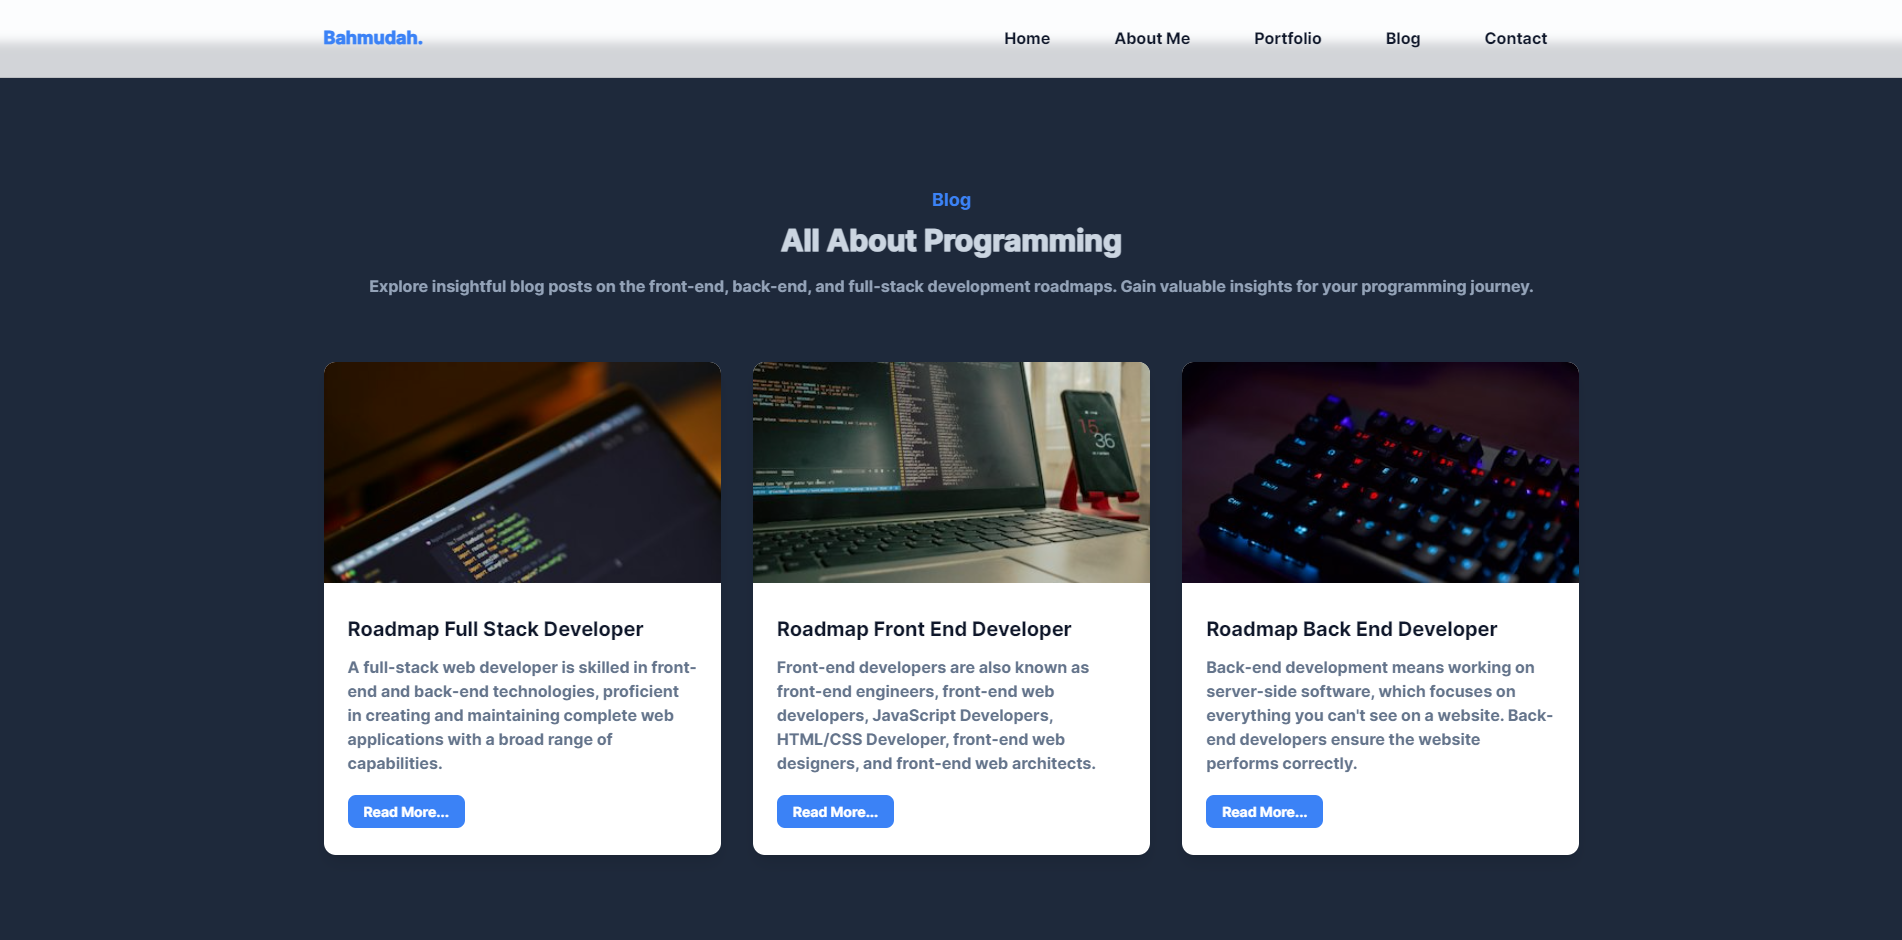 Bahmudah.
Home
About Me
Portfolio
Blog
Contact
Blog
All About Programming
Explore insightful blog posts on the front-end, back-end, and full-stack development roadmaps. Gain valuable insights for your programming journey.
15
36
Roadmap Full Stack Developer
A full-stack web developer is skilled in front-
end and back-end technologies, proficient
in creating and maintaining complete web
applications with a broad range of
capabilities.
Read More...
Roadmap Front End Developer
Front-end developers are also known as
front-end engineers, front-end web
developers, JavaScript Developers,
HTML/CSS Developer, front-end web
designers, and front-end web architects.
Read More...
Roadmap Back End Developer
Back-end development means working on
server-side software, which focuses on
everything you can't see on a website. Back-
end developers ensure the website
performs correctly.
Read More...